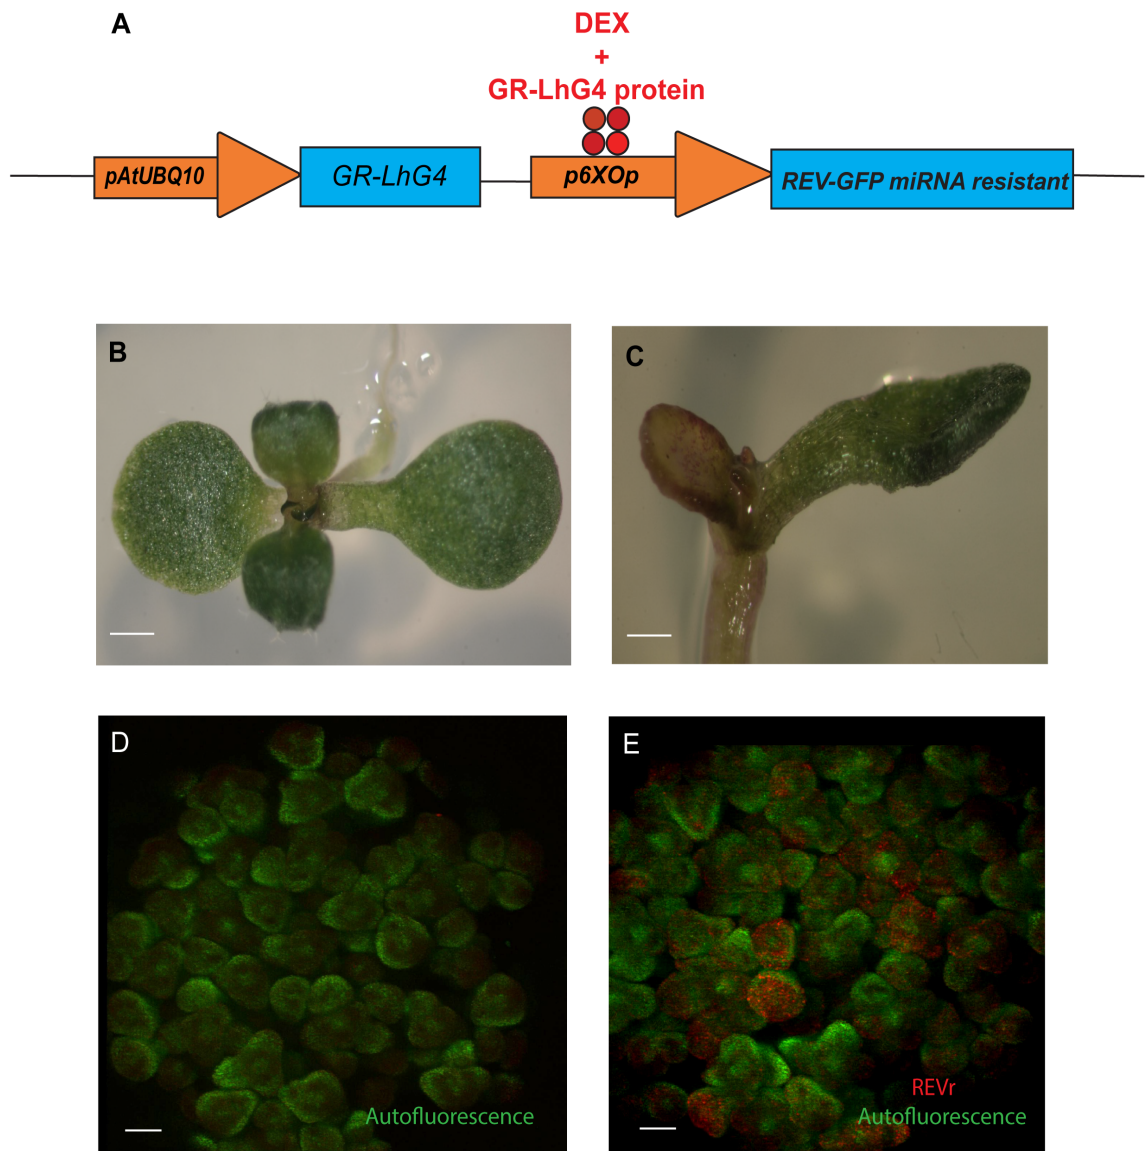 A
DEX
+
GR-LhG4 protein
pAtUBQ10
GR-LhG4
p6XOp
REV-GFP miRNA resistant
B
C
D
Autofluorescence
E
REVr
Autofluorescence